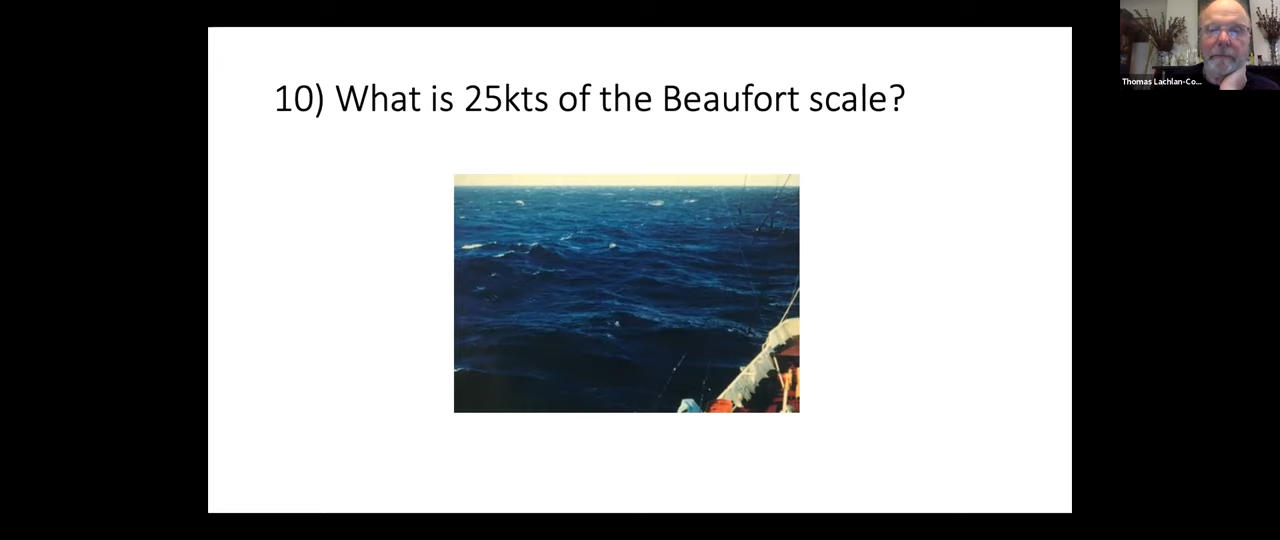 10) What is 25kts of the Beaufort scale?
Thomas Lachlan-Co...